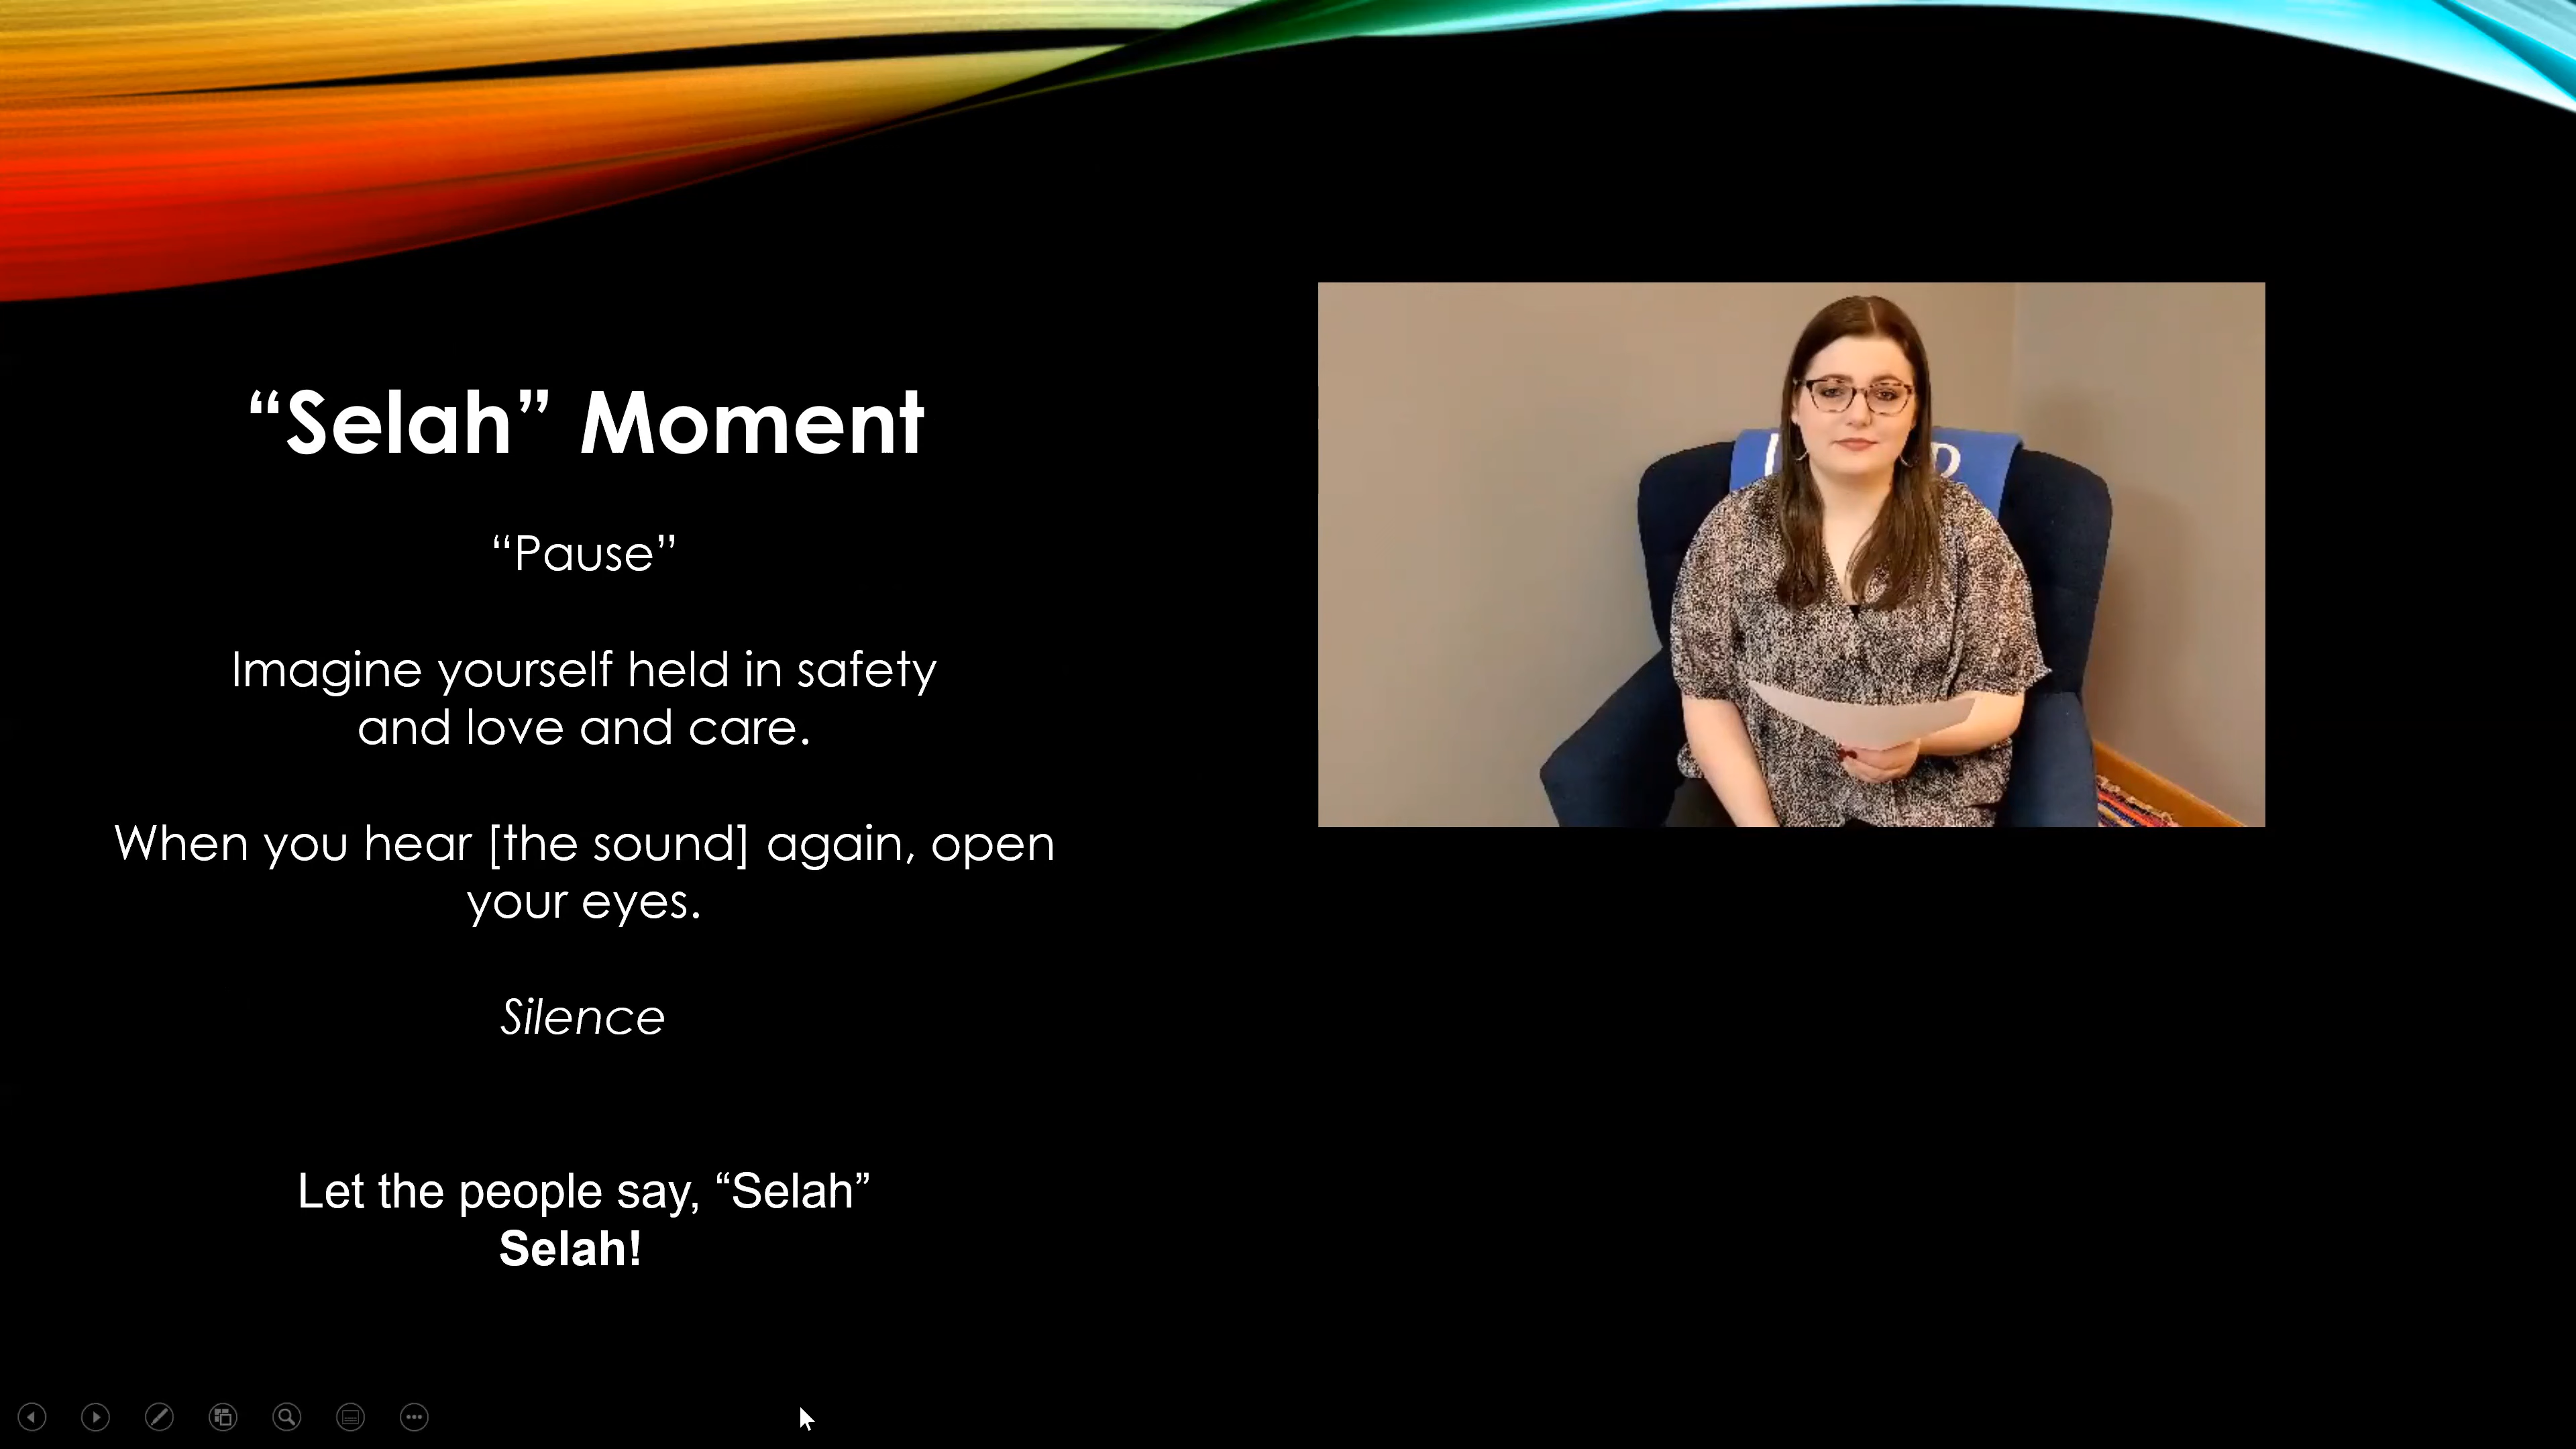 “Selah” Moment
“Pause”
Imagine yourself held in safety
and love and care.
When you hear [the sound] again, open
your eyes.
Silence
Let the people say, “Selah”
Selah!